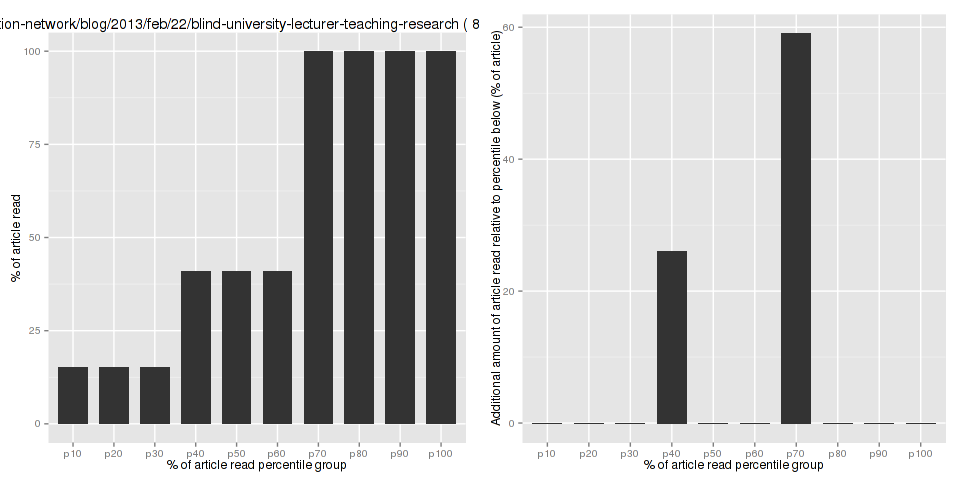 tion-network/blog/2013/feb/22/blind-university-lecturer-teaching-research ( 8
% of article read
100
75
50
25
0
p10 p20 p30 p40 p50 p60 p70 p80 p90 p100
% of article read percentile group
Additional amount of article read relative to percentile below (% of article)
60
40
20
0
p10 p20 p30 p40 p50 p60 p70 p80 p90 p100
% of article read percentile group